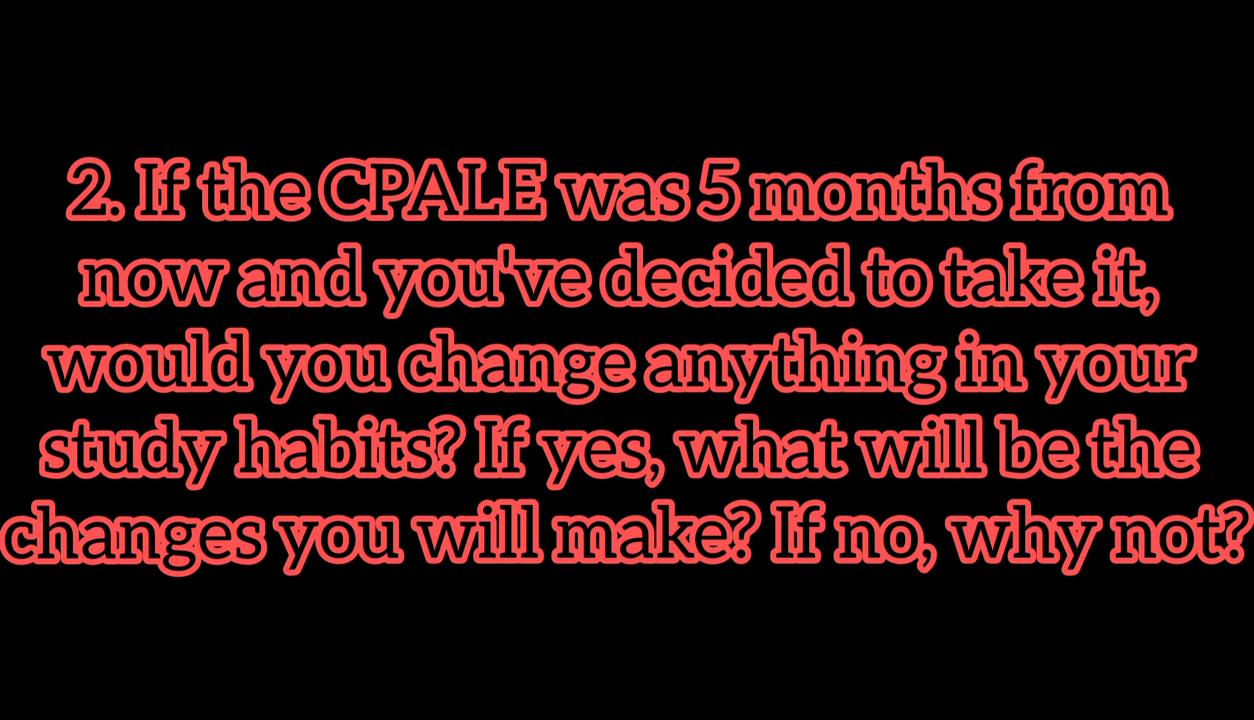 2. If the CPALE was 5 months from
now and you've decided to take it,
would you change anything in your
study habits? If yes, what will be the
changes you will make? If no, why not?